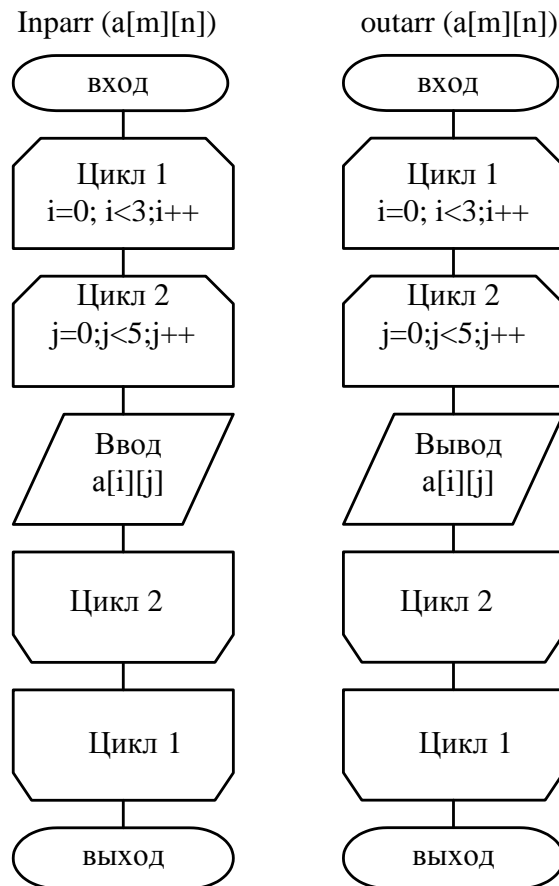 Inparr (a[m][n])
вход
Цикл 1
i=0; i<3;i++
Цикл 2
j=0;j<5;j++
Ввод
a[i][j]
Цикл 2
Цикл 1
выход
outarr (a[m][n])
вход
Цикл 1
i=0; i<3;i++
Цикл 2
j=0;j<5;j++
Вывод
a[i][j]
Цикл 2
Цикл 1
выход